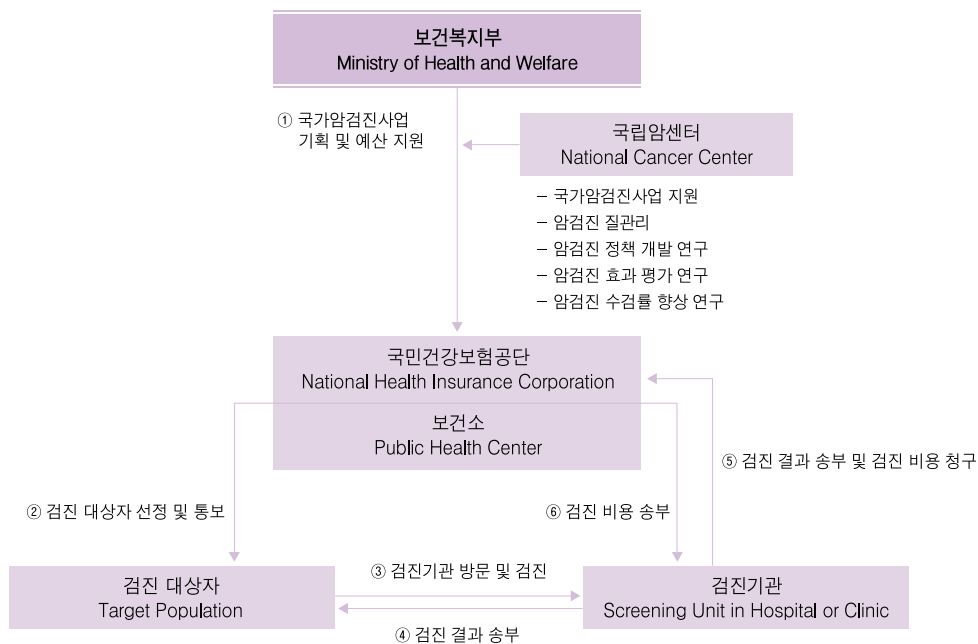 보건복지부
Ministry of Health and Welfare
① 국가암검진사업
기획 및 예산 지원
국립암센터
National Cancer Center
– 국가암검진사업 지원
– 암검진 질관리
– 암검진 정책 개발 연구
– 암검진 효과 평가 연구
– 암검진 수검률 향상 연구
국민건강보험공단
National Health Insurance Corporation
보건소
Public Health Center
⑤ 검진 결과 송부 및 검진 비용 청구
② 검진 대상자 선정 및 통보
⑥ 검진 비용 송부
검진 대상자
Target Population
③ 검진기관 방문 및 검진
검진기관
Screening Unit in Hospital or Clinic
④ 검진 결과 송부